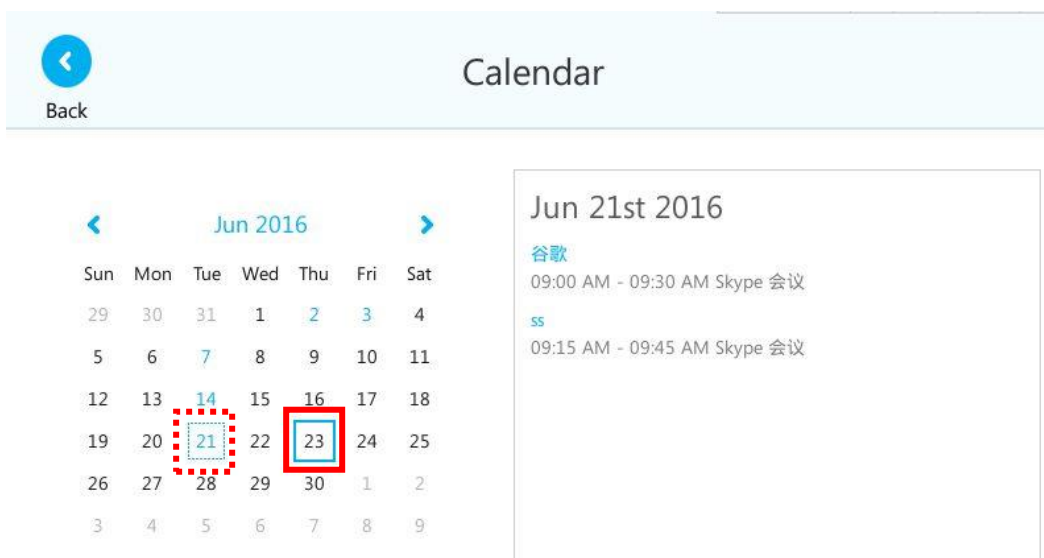 Calendar
Back
Jun 2016
Sun Mon Tue Wed Thu Fri Sat
29 30 31 1 2 3 4
5 6 7 8 9 10 11
12 13 14 15 16 17 18
19 20 21 22 23 24 25
26 27 28 29 30 1 2
3 4 5 6 7 8 9
Jun 21st 2016
谷歌
09:00 AM - 09:30 AM Skype 会议
ss
09:15 AM - 09:45 AM Skype 会议